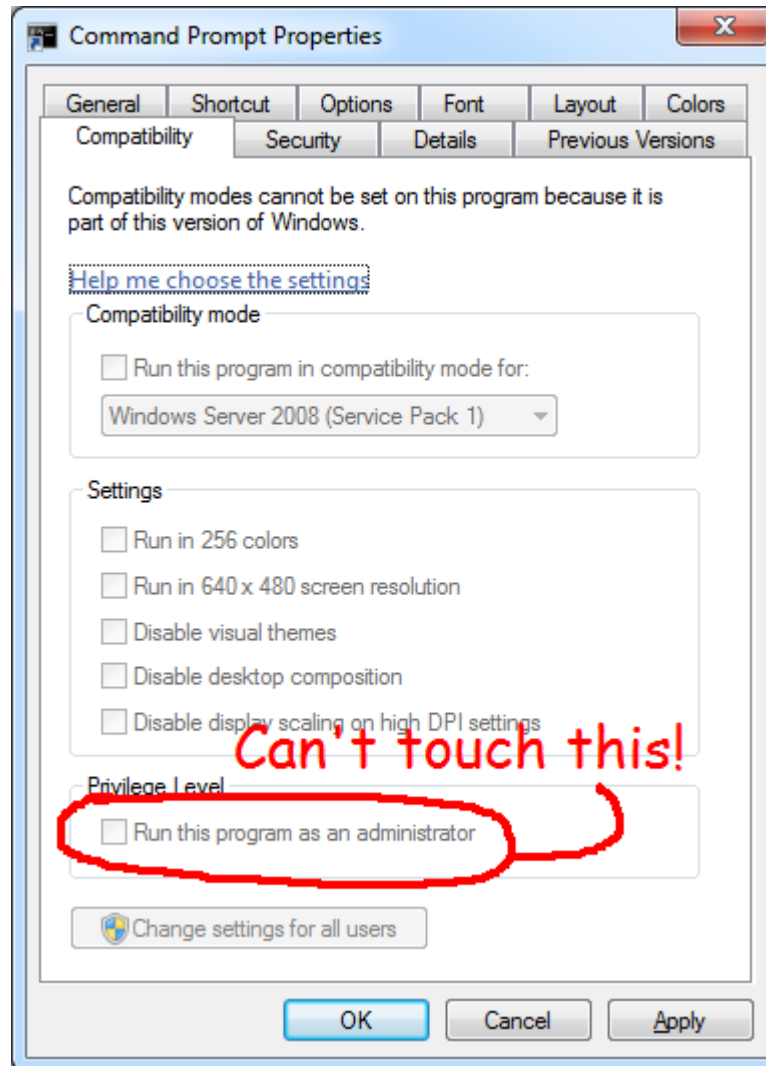 Command Prompt Properties
General Shortcut Options Font Layout Colors
Compatibility Security Details Previous Versions
Compatibility modes cannot be set on this program because it is
part of this version of Windows.
Help me choose the settings
Compatibility mode
Run this program in compatibility mode for:
Windows Server 2008 (Service Pack 1)
Settings
Run in 256 colors
Run in 640 x 480 screen resolution
Disable visual themes
Disable desktop composition
Disable display scaling on high DPI settings
Can't touch this!
Privilege Level
Run this program as an administrator
Change settings for all users
OK Cancel Apply